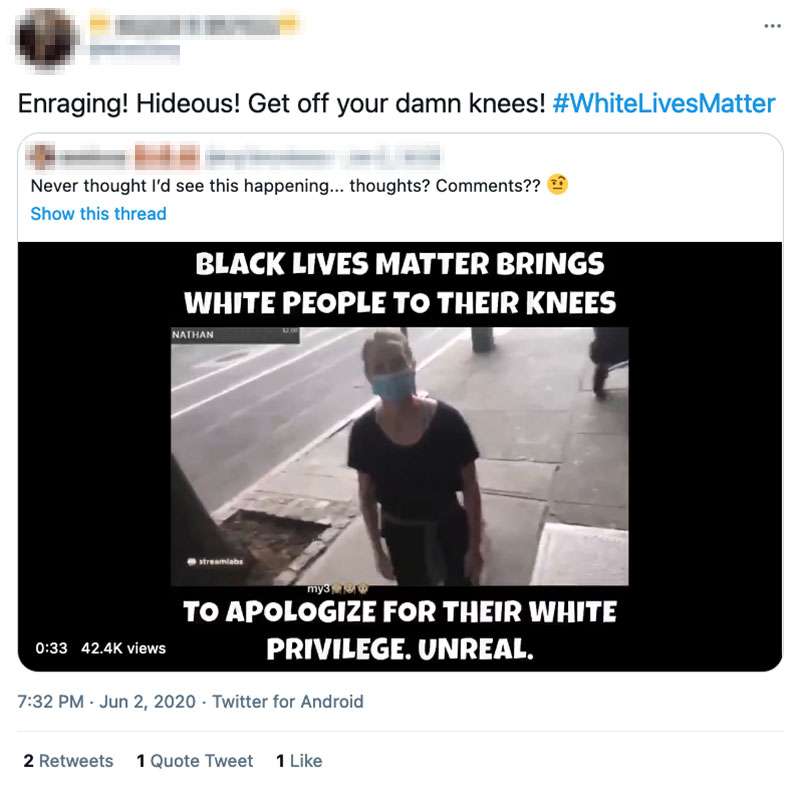 Enraging! Hideous! Get off your damn knees! #WhiteLivesMatter
Never thought I'd see this happening... thoughts? Comments??
Show this thread
BLACK LIVES MATTER BRINGS
WHITE PEOPLE TO THEIR KNEES
NATHAN
streamlabs
my3
TO APOLOGIZE FOR THEIR WHITE
PRIVILEGE. UNREAL.
0:33 42.4K views
7:32 PM · Jun 2, 2020 · Twitter for Android
2 Retweets 1 Quote Tweet 1 Like